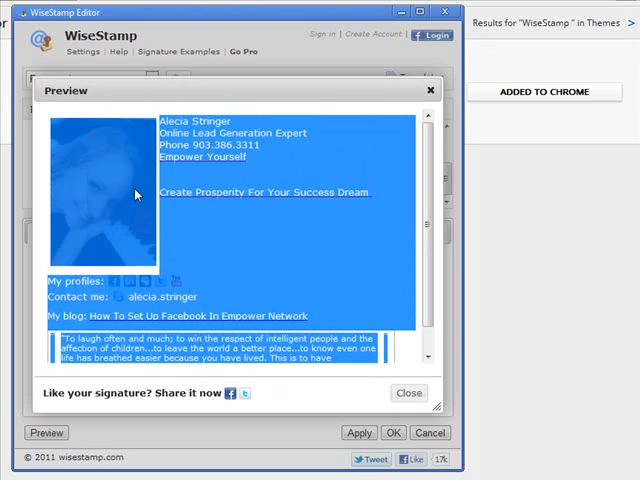 WiseStamp Editor
or
Results for "WiseStamp " in Themes >
WiseStamp
Sign in | Create Account | Login
Settings | Help | Signature Examples | Go Pro
ADDED TO CHROME
Preview
Alecia Stringer
Online Lead Generation Expert
Phone 903.386.3311
Empower Yourself
Create Prosperity For Your Success Dream
My profiles:
Contact me: alecia.stringer
My blog: How To Set Up Facebook In Empower Network
"To laugh often and much; to win the respect of intelligent people and the
affection of children...to leave the world a better place...to know even one
life has breathed easier because you have lived. This is to have
Like your signature? Share it now
Close
Preview
Apply
OK
Cancel
© 2011 wisestamp.com
Tweet
Like
17k